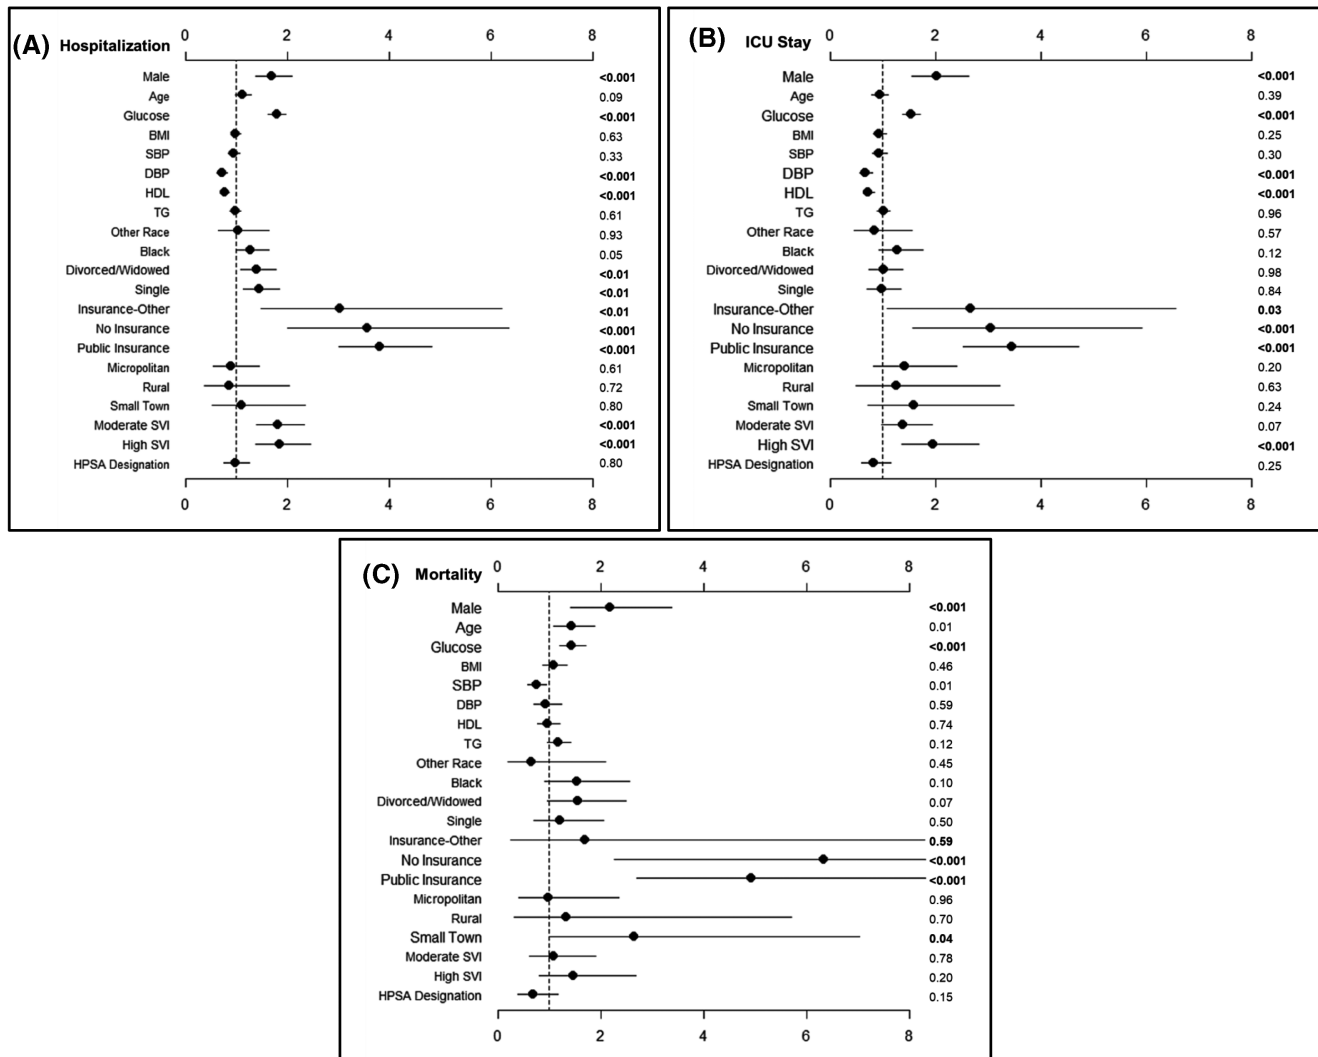 (A) Hospitalization
0 2 4 6 8
Male <0.001
Age 0.09
Glucose <0.001
BMI 0.63
SBP 0.33
DBP <0.001
HDL <0.001
TG 0.61
Other Race 0.93
Black 0.05
Divorced/Widowed <0.01
Single <0.01
Insurance-Other <0.01
No Insurance <0.001
Public Insurance <0.001
Micropolitan 0.61
Rural 0.72
Small Town 0.80
Moderate SVI <0.001
High SVI <0.001
HPSA Designation 0.80
0 2 4 6 8
(B) ICU Stay
0 2 4 6 8
Male <0.001
Age 0.39
Glucose <0.001
BMI 0.25
SBP 0.30
DBP <0.001
HDL <0.001
TG 0.96
Other Race 0.57
Black 0.12
Divorced/Widowed 0.98
Single 0.84
Insurance-Other 0.03
No Insurance <0.001
Public Insurance <0.001
Micropolitan 0.20
Rural 0.63
Small Town 0.24
Moderate SVI 0.07
High SVI <0.001
HPSA Designation 0.25
0 2 4 6 8
(C) Mortality
0 2 4 6 8
Male <0.001
Age 0.01
Glucose <0.001
BMI 0.46
SBP 0.01
DBP 0.59
HDL 0.74
TG 0.12
Other Race 0.45
Black 0.10
Divorced/Widowed 0.07
Single 0.50
Insurance-Other 0.59
No Insurance <0.001
Public Insurance <0.001
Micropolitan 0.96
Rural 0.70
Small Town 0.04
Moderate SVI 0.78
High SVI 0.20
HPSA Designation 0.15
0 2 4 6 8